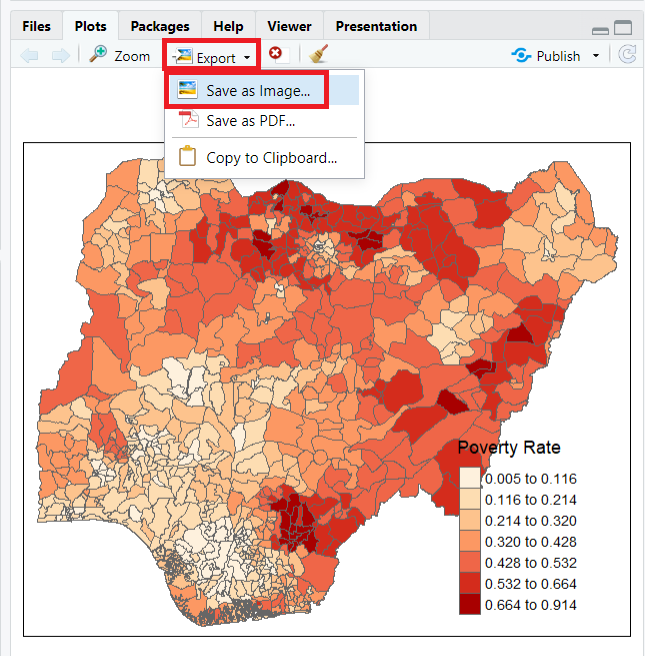 Files Plots Packages Help Viewer Presentation
Zoom Export Publish
Save as Image...
Save as PDF...
Copy to Clipboard...
Poverty Rate
0.005 to 0.116
0.116 to 0.214
0.214 to 0.320
0.320 to 0.428
0.428 to 0.532
0.532 to 0.664
0.664 to 0.914